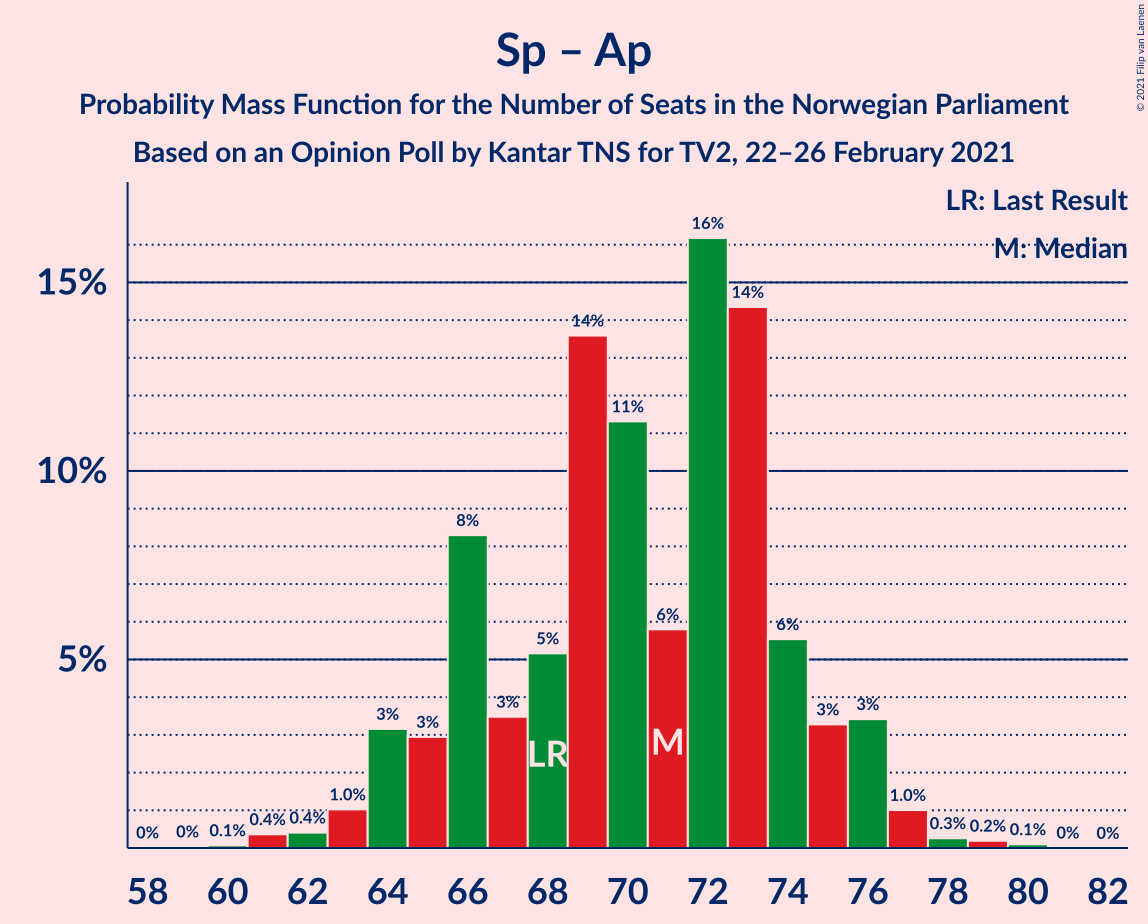 Sp – Ap
Probability Mass Function for the Number of Seats in the Norwegian Parliament
Based on an Opinion Poll by Kantar TNS for TV2, 22–26 February 2021
© 2021 Filip van Laenen
LR: Last Result
M: Median
15%
10%
5%
0% 0% 0.1% 0.4% 0.4% 1.0% 3% 3% 8% 3% 5% 14% 11% 6% 16% 14% 6% 3% 3% 1.0% 0.3% 0.2% 0.1% 0% 0%
LR M
58 60 62 64 66 68 70 72 74 76 78 80 82